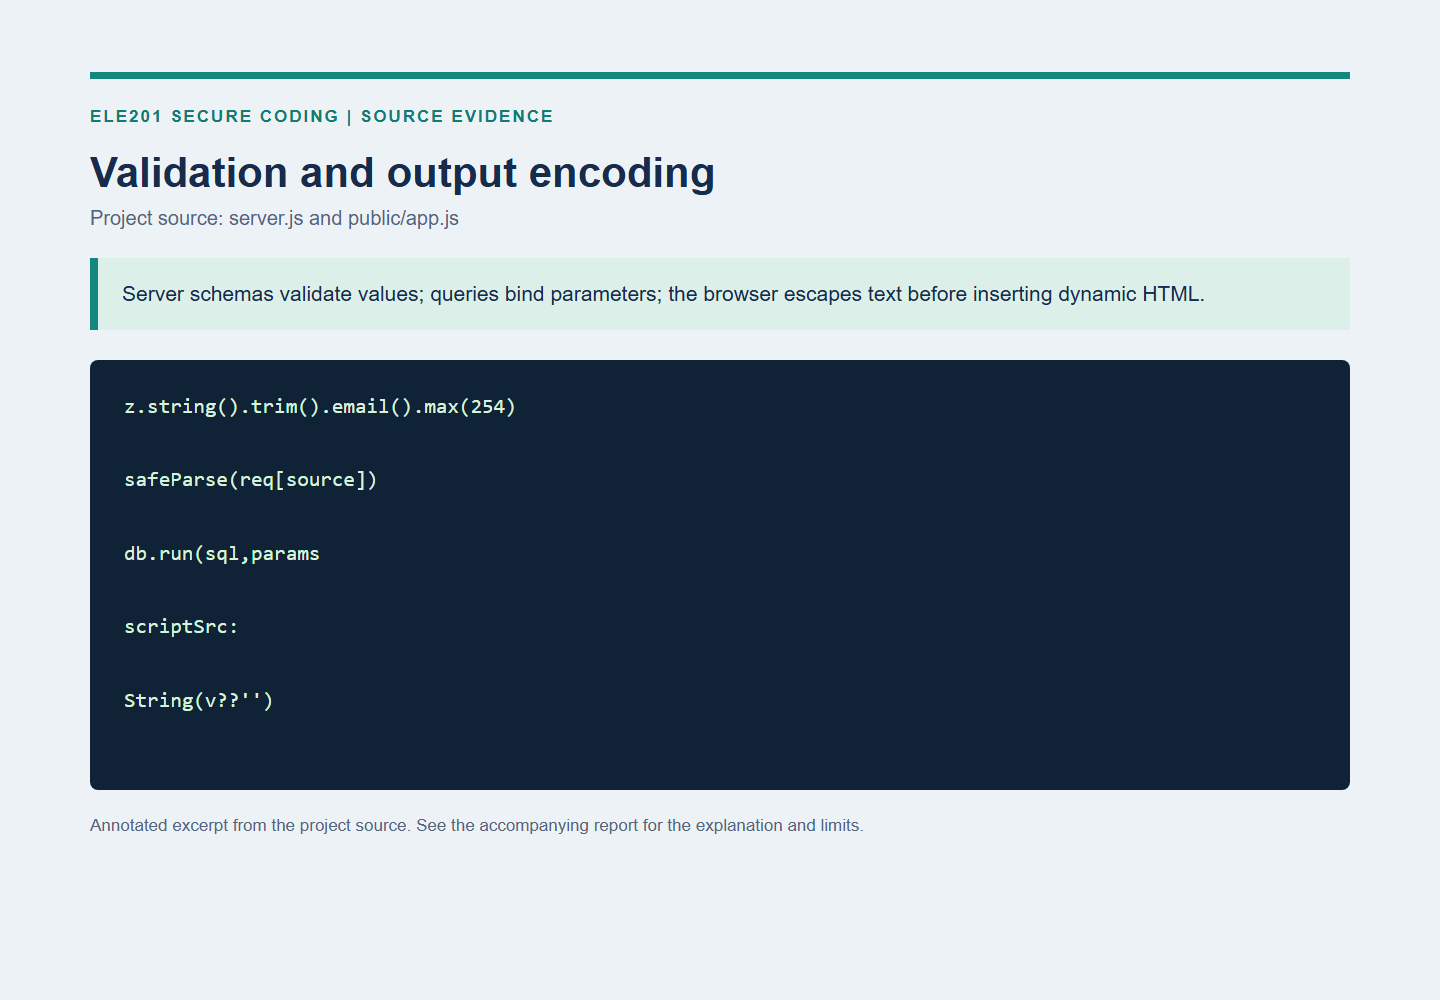 ELE201 SECURE CODING | SOURCE EVIDENCE
Validation and output encoding
Project source: server.js and public/app.js
Server schemas validate values; queries bind parameters; the browser escapes text before inserting dynamic HTML.
z.string().trim().email().max(254)
safeParse(req[source])
db.run(sql,params
scriptSrc:
String(v??'')
Annotated excerpt from the project source. See the accompanying report for the explanation and limits.